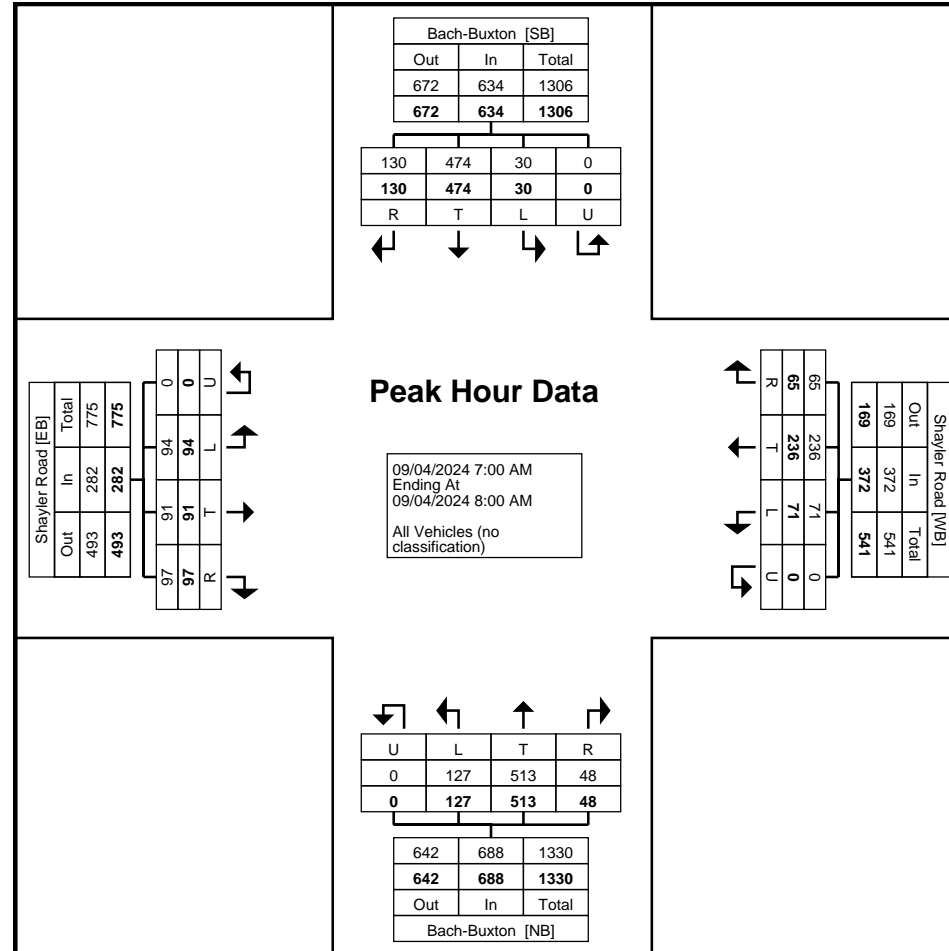 Bach-Buxton [SB]
Out In Total
672 634 1306
672 634 1306
130 474 30 0
130 474 30 0
R T L U
Shayler Road [EB]
Total In Out
775 282 493
775 282 493
0 94 91 97
0 94 91 97
U L T R
Peak Hour Data
09/04/2024 7:00 AM
Ending At
09/04/2024 8:00 AM
All Vehicles (no
classification)
R T L U
65 236 71 0
65 236 71 0
169 372 541
169 372 541
Out In Total
Shayler Road [WB]
U L T R
0 127 513 48
0 127 513 48
642 688 1330
642 688 1330
Out In Total
Bach-Buxton [NB]